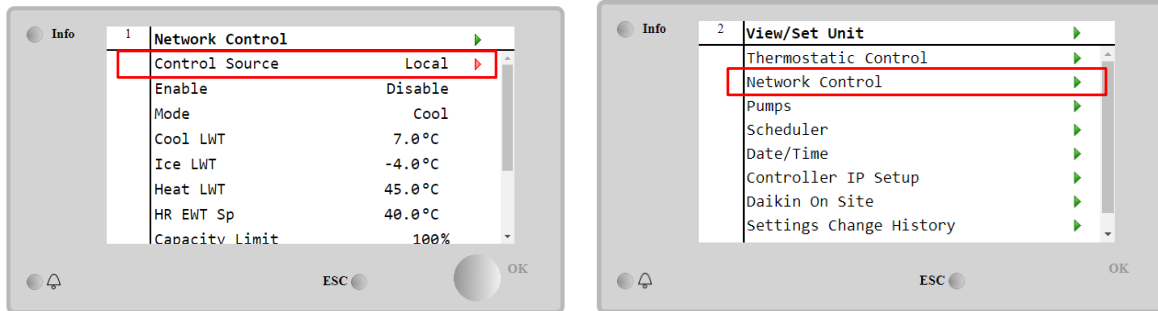 Info
1 Network Control
Control Source Local
Enable Disable
Mode Cool
Cool LWT 7.0°C
Ice LWT -4.0°C
Heat LWT 45.0°C
HR EWT Sp 40.0°C
Capacity Limit 100%
ESC
OK
Info
2 View/Set Unit
Thermostatic Control
Network Control
Pumps
Scheduler
Date/Time
Controller IP Setup
Daikin On Site
Settings Change History
ESC
OK